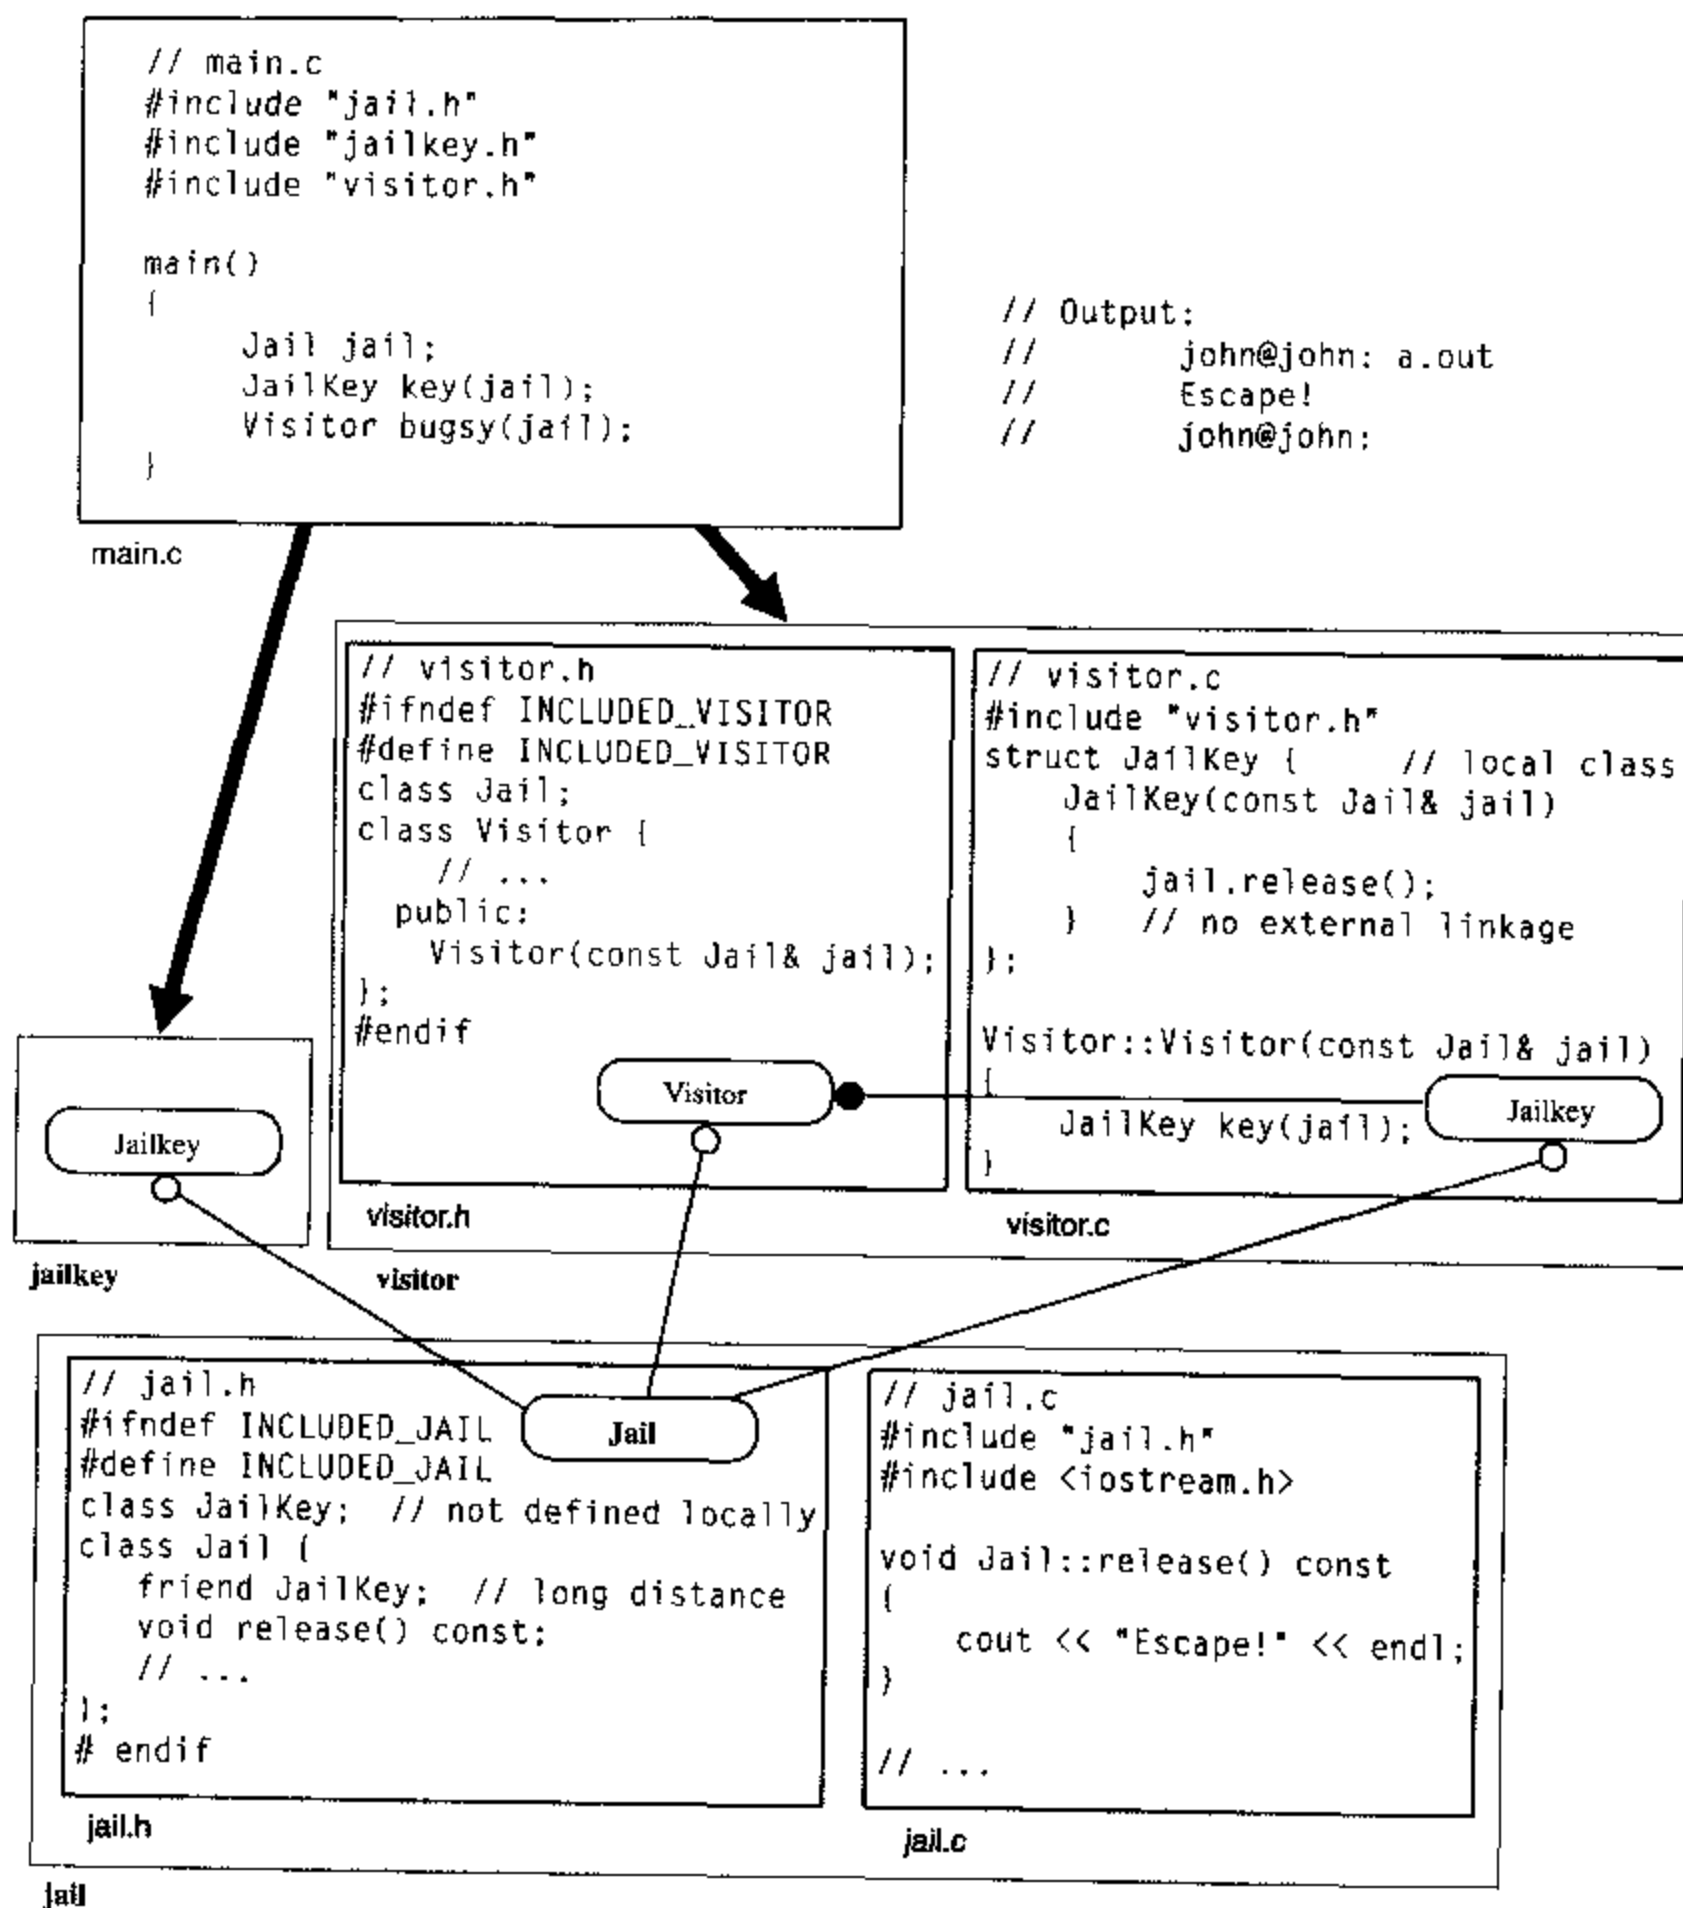 // main.c
#include "jail.h"
#include "jailkey.h"
#include "visitor.h"
main()
{
Jail jail;
JailKey key(jail);
Visitor bugsy(jail);
}
main.c
// Output:
// john@john: a.out
// Escape!
// john@john:
// visitor.h
#ifndef INCLUDED_VISITOR
#define INCLUDED_VISITOR
class Jail;
class Visitor {
// ...
public:
Visitor(const Jail& jail);
};
#endif
Visitor
visitor.h
// visitor.c
#include "visitor.h"
struct JailKey { // local class
JailKey(const Jail& jail)
{
jail.release();
} // no external linkage
};
Visitor::Visitor(const Jail& jail)
{
JailKey key(jail);
}
Jailkey
visitor.c
Jailkey
jailkey
visitor
// jail.h
#ifndef INCLUDED_JAIL
#define INCLUDED_JAIL
class JailKey; // not defined locally
class Jail {
friend JailKey; // long distance
void release() const;
// ...
};
# endif
Jail
jail.h
// jail.c
#include "jail.h"
#include <iostream.h>
void Jail::release() const
{
cout << "Escape!" << endl;
}
// ...
jail.c
jail